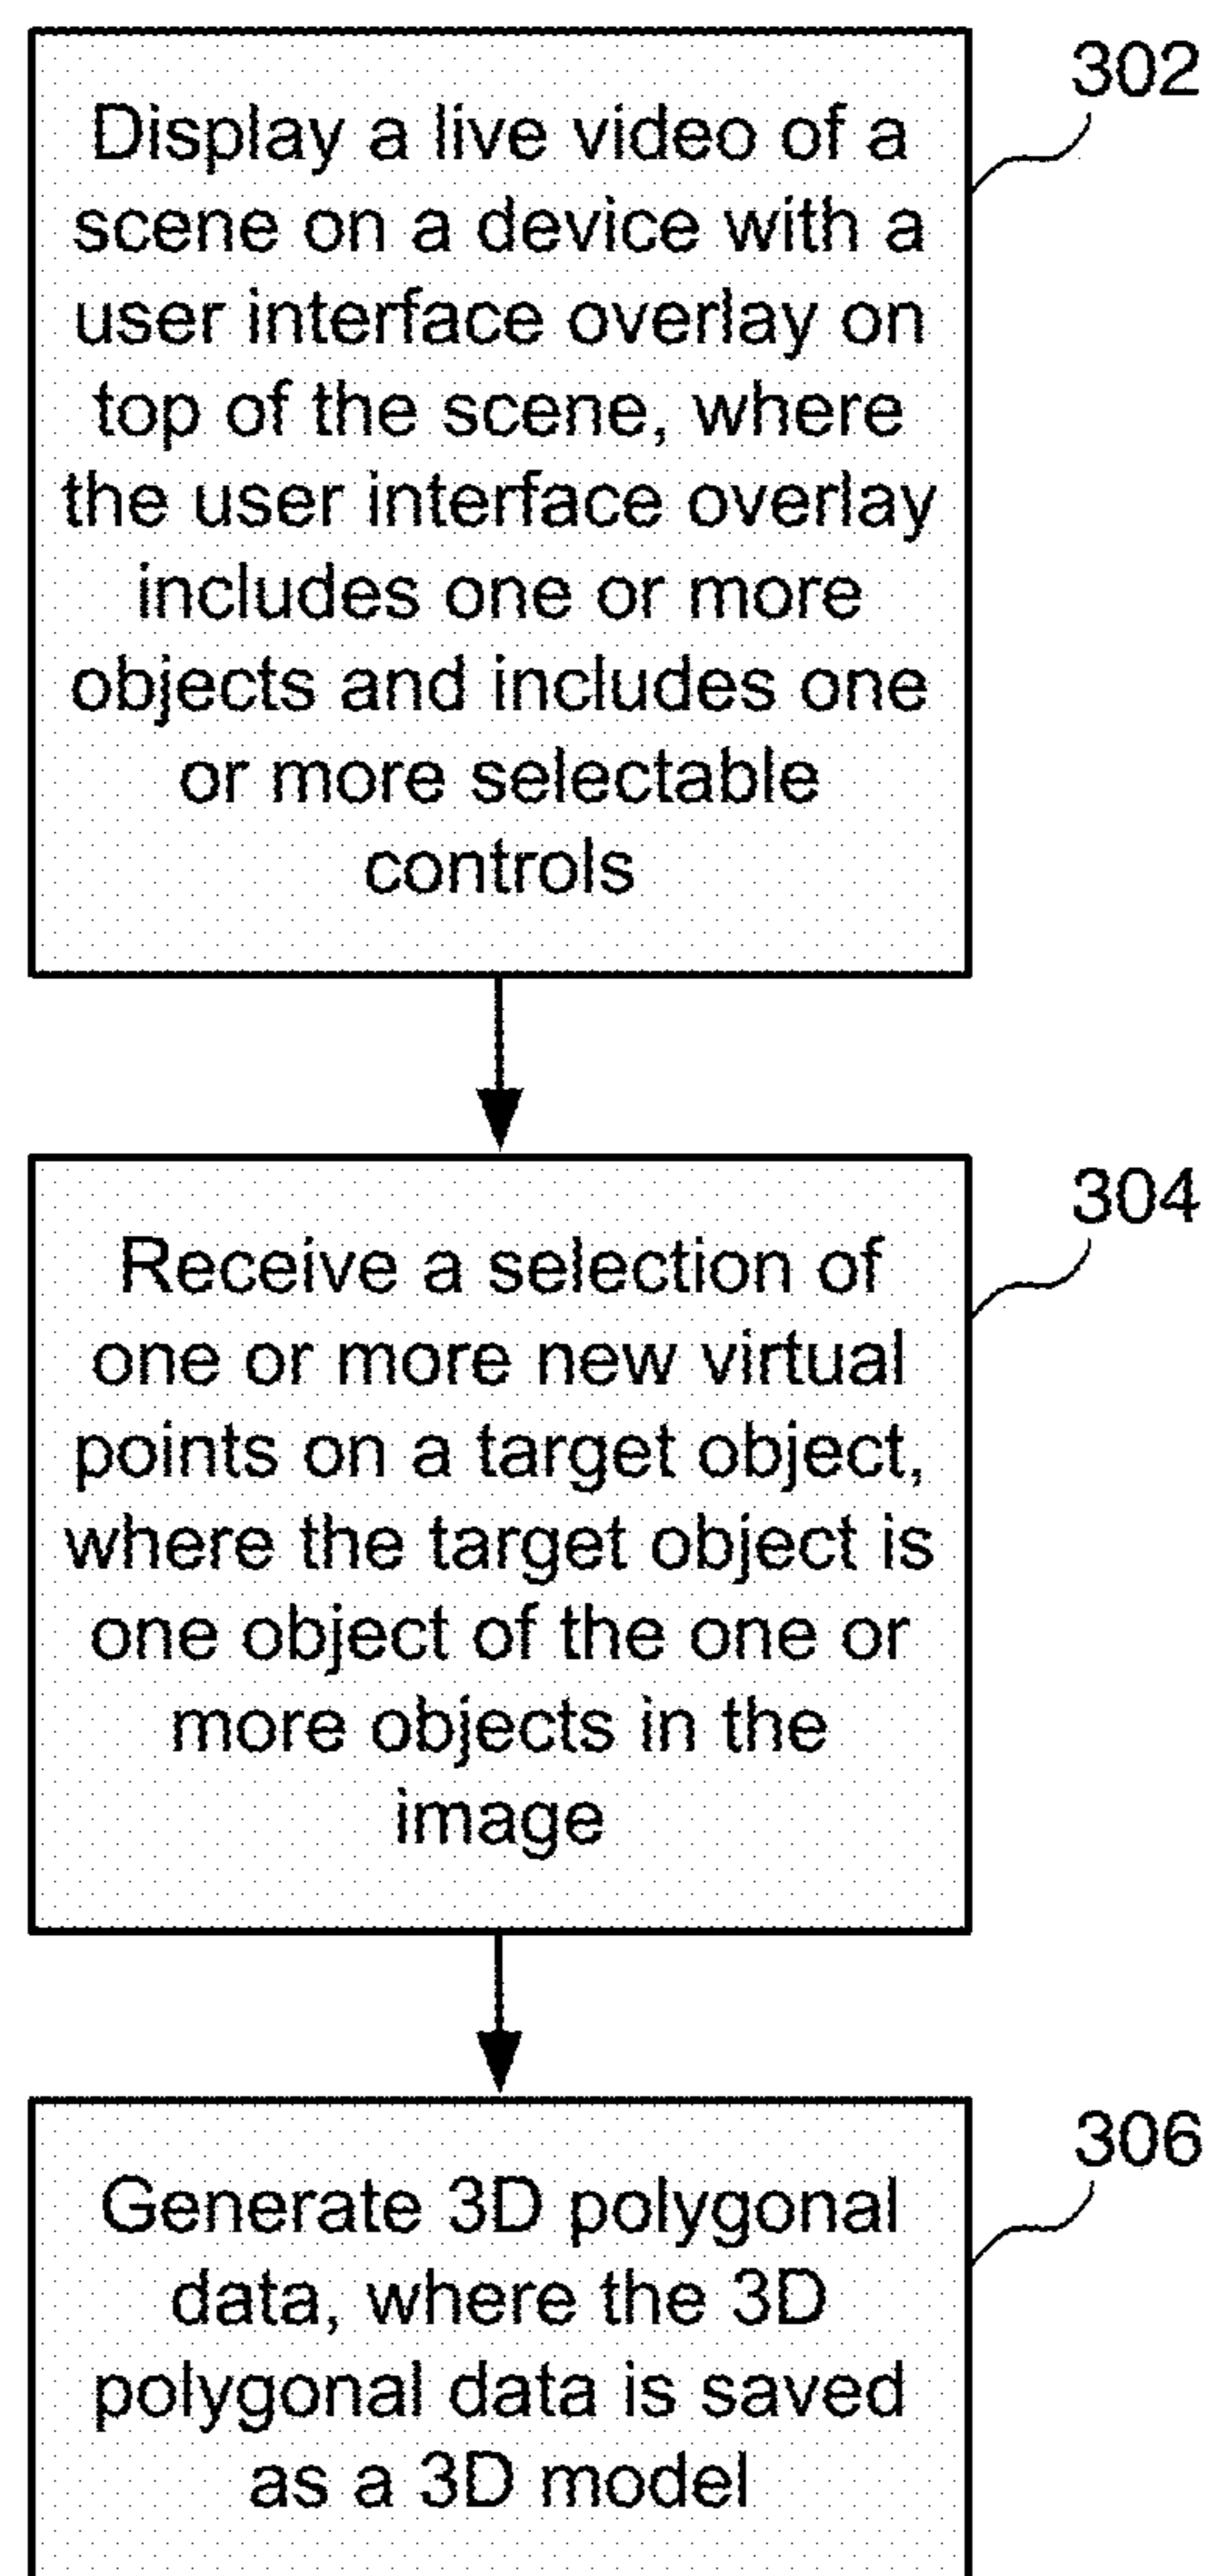 302
Display a live video of a
scene on a device with a
user interface overlay on
top of the scene, where
the user interface overlay
includes one or more
objects and includes one
or more selectable
controls
304
Receive a selection of
one or more new virtual
points on a target object,
where the target object is
one object of the one or
more objects in the
image
306
Generate 3D polygonal
data, where the 3D
polygonal data is saved
as a 3D model